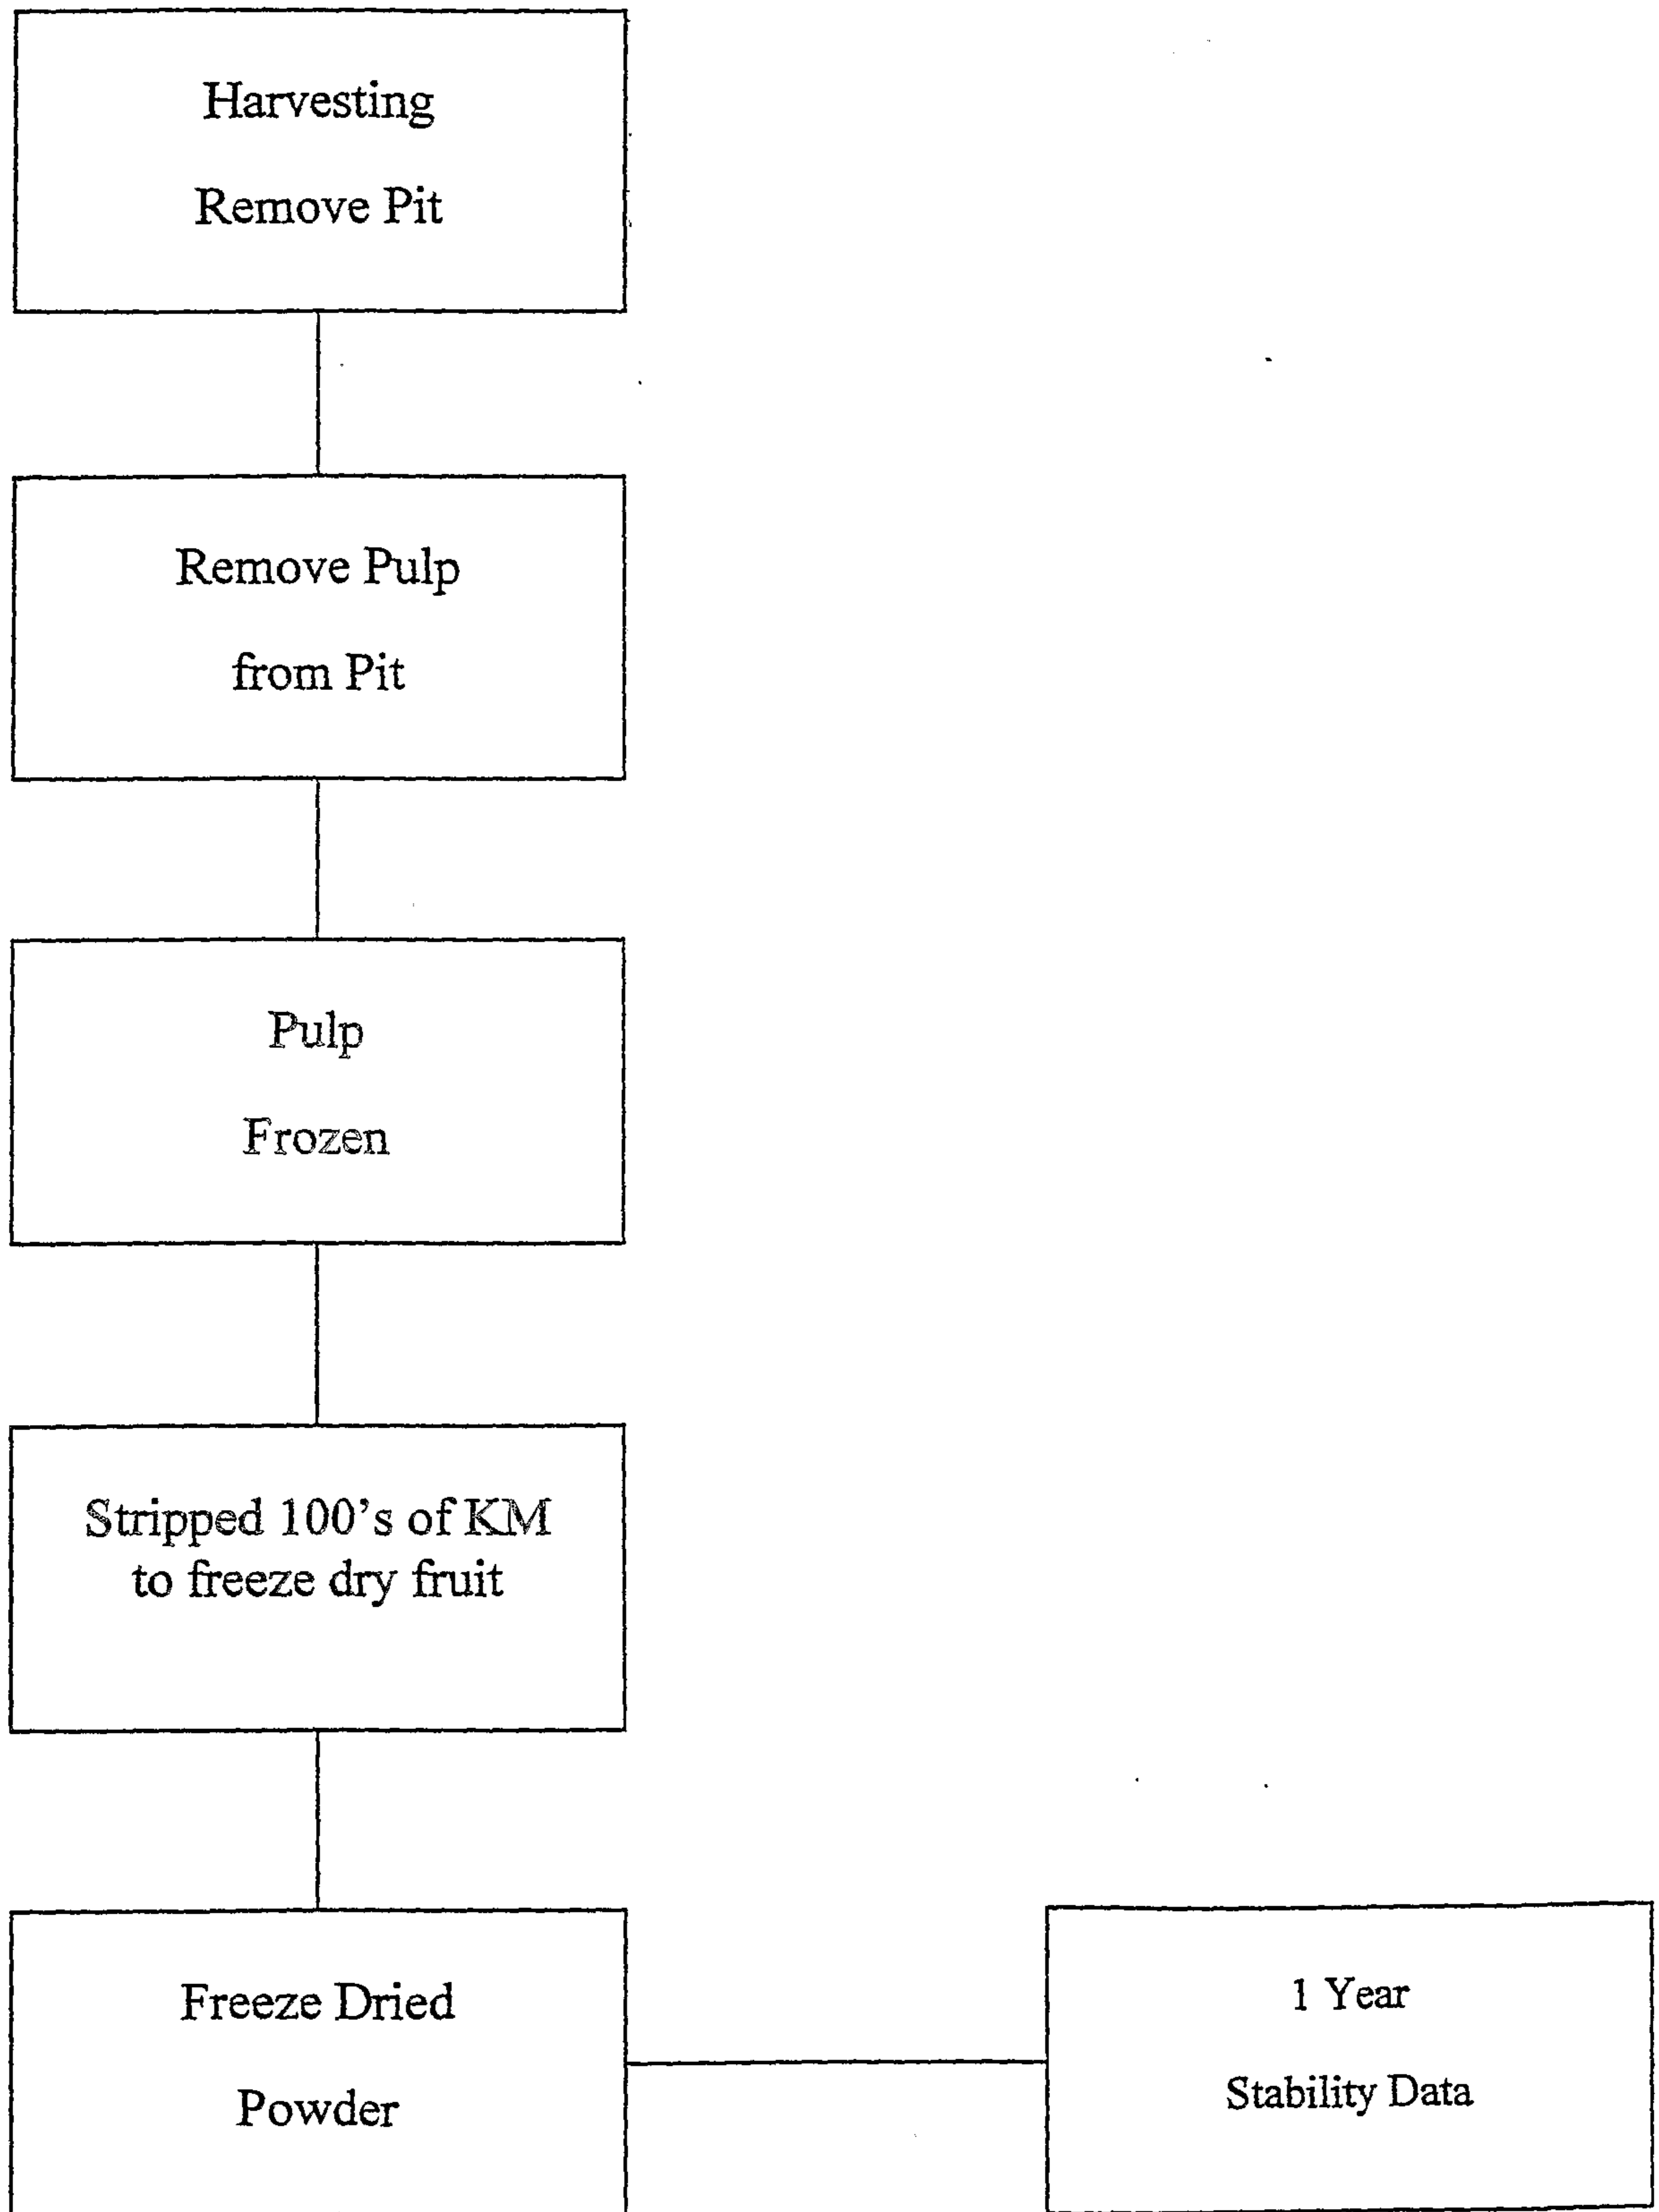 Harvesting
Remove Pit
Remove Pulp
from Pit
Pulp
Frozen
Stripped 100's of KM
to freeze dry fruit
Freeze Dried
Powder
1 Year
Stability Data